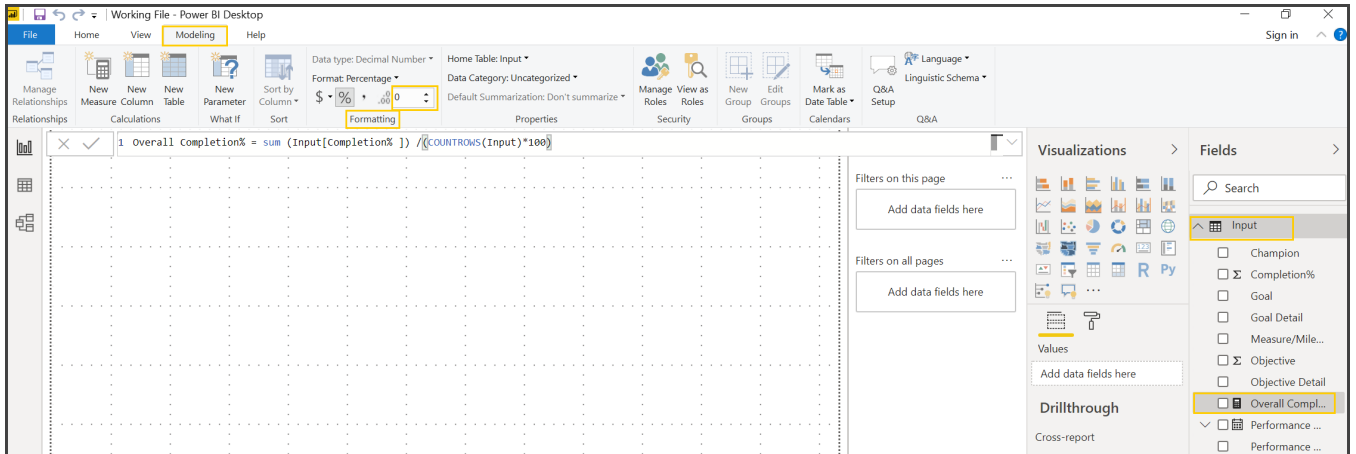 Working File - Power BI Desktop
File Home View Modeling Help Sign in ?
Manage Relationships
New Measure
New Column
New Table
New Parameter
Sort by Column
Data type: Decimal Number
Format: Percentage
$ % , .00 0
Home Table: Input
Data Category: Uncategorized
Default Summarization: Don't summarize
Manage Roles
View as Roles
New Group
Edit Groups
Mark as Date Table
Q&A Setup
Language
Linguistic Schema
Relationships Calculations What If Sort Formatting Properties Security Groups Calendars Q&A
1 Overall Completion% = sum (Input[Completion% ]) /(COUNTROWS(Input)*100)
Filters on this page ...
Add data fields here
Filters on all pages ...
Add data fields here
Visualizations
123
R Py
...
Values
Add data fields here
Drillthrough
Cross-report
Fields
Search
Input
Champion
Σ Completion%
Goal
Goal Detail
Measure/Mile...
Σ Objective
Objective Detail
Overall Compl...
Performance ...
Performance ...